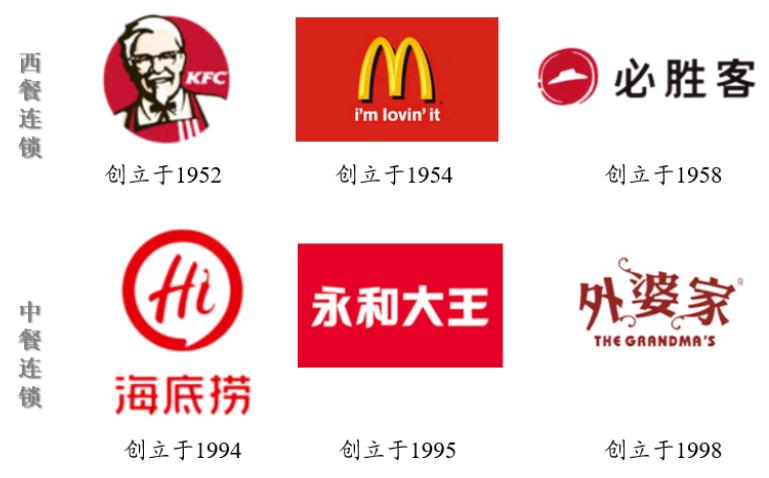 西餐连锁
KFC
i'm lovin' it
必胜客
创立于1952
创立于1954
创立于1958
中餐连锁
Hi
海底捞
永和大王
外婆家
THE GRANDMA'S
创立于1994
创立于1995
创立于1998